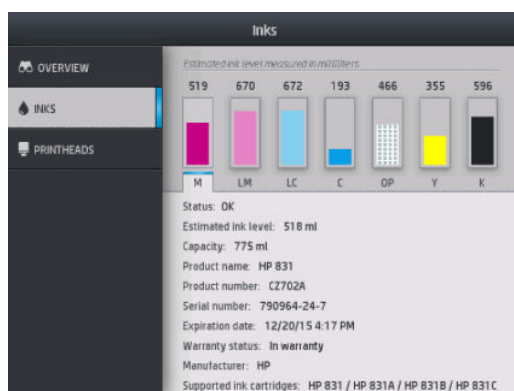 Inks
OVERVIEW
INKS
PRINTHEADS
Estimated ink level measured in milliliters
519 670 672 193 466 355 596
M LM LC C OP Y K
Status: OK
Estimated ink level: 518 ml
Capacity: 775 ml
Product name: HP 831
Product number: CZ702A
Serial number: 790964-24-7
Expiration date: 12/20/15 4:17 PM
Warranty status: In warranty
Manufacturer: HP
Supported ink cartridges: HP 831 / HP 831A / HP 831B / HP 831C